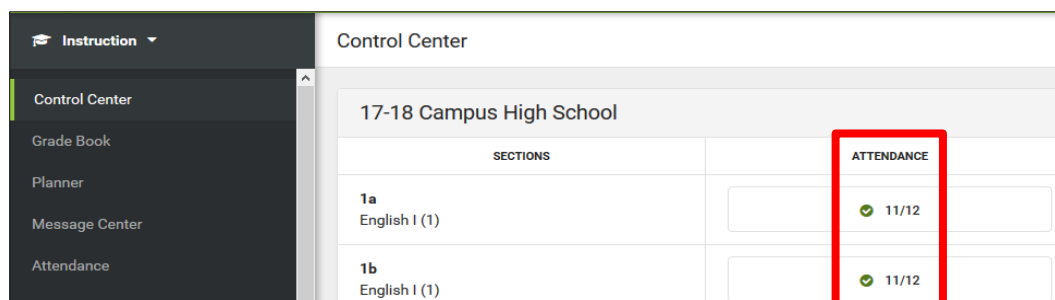 Instruction
Control Center
Control Center
Grade Book
Planner
Message Center
Attendance
17-18 Campus High School
SECTIONS ATTENDANCE
1a
English I (1)
11/12
1b
English I (1)
11/12